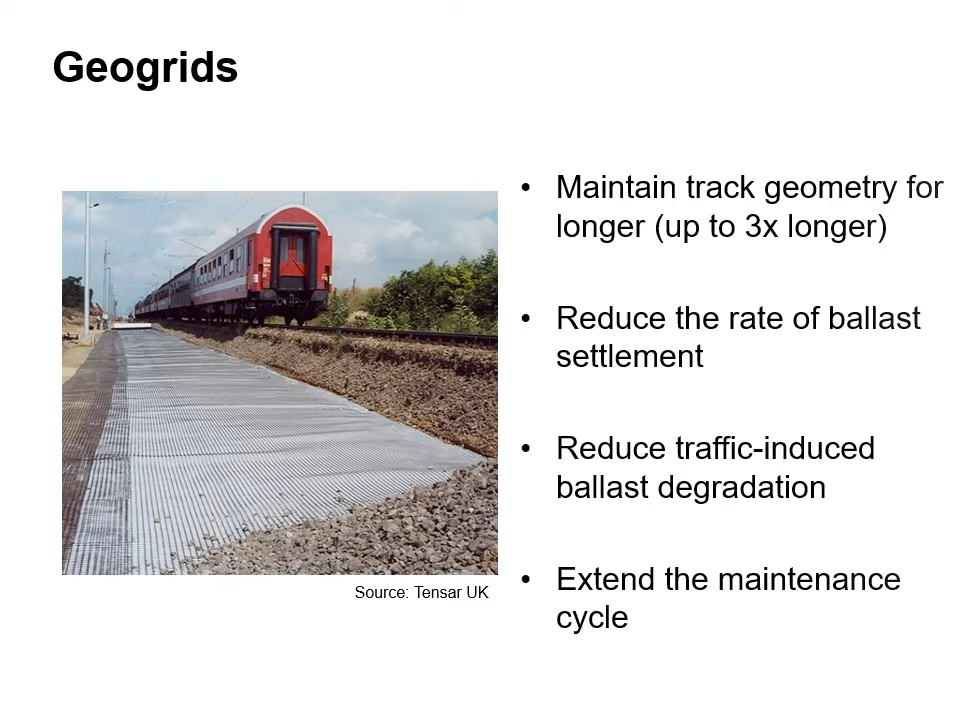 Geogrids
• Maintain track geometry for
longer (up to 3x longer)
• Reduce the rate of ballast
settlement
• Reduce traffic-induced
ballast degradation
• Extend the maintenance
cycle
Source: Tensar UK